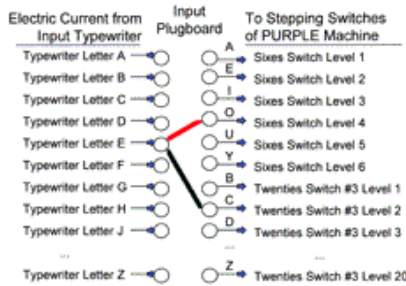 Electric Current from
Input Typewriter
Input
Plugboard
To Stepping Switches
of PURPLE Machine
Typewriter Letter A
A
Sixes Switch Level 1
Typewriter Letter B
E
Sixes Switch Level 2
Typewriter Letter C
I
Sixes Switch Level 3
Typewriter Letter D
O
Sixes Switch Level 4
Typewriter Letter E
U
Sixes Switch Level 5
Typewriter Letter F
Y
Sixes Switch Level 6
Typewriter Letter G
B
Twenties Switch #3 Level 1
Typewriter Letter H
C
Twenties Switch #3 Level 2
Typewriter Letter J
D
Twenties Switch #3 Level 3
...
...
...
Typewriter Letter Z
Z
Twenties Switch #3 Level 20